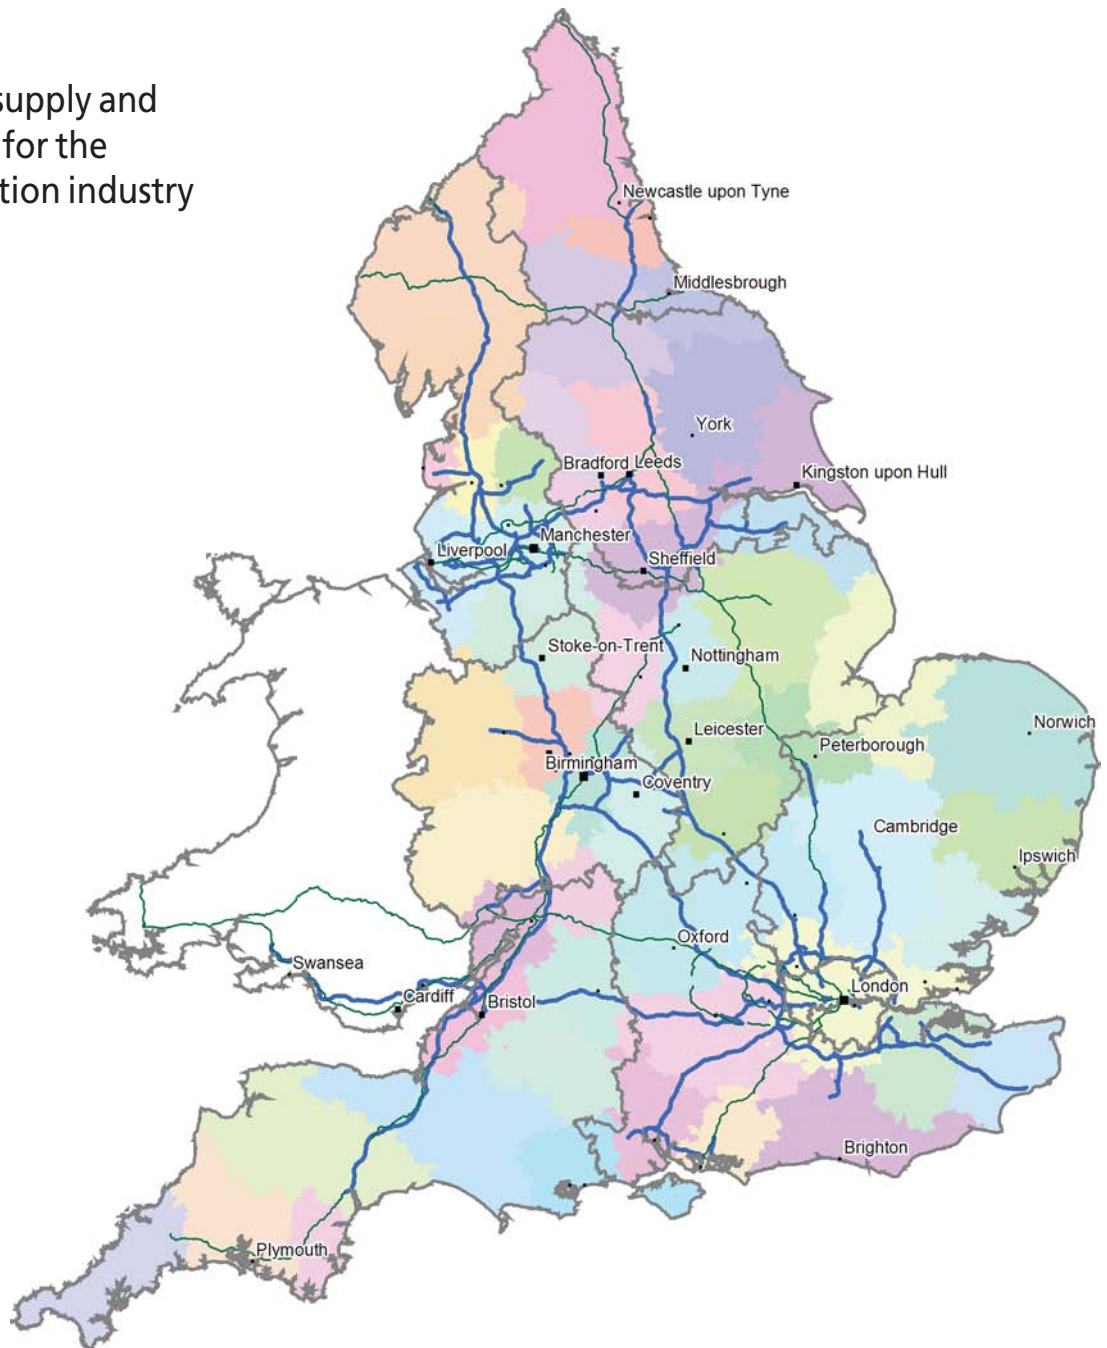 supply and
for the
tion industry
Newcastle upon Tyne
Middlesbrough
York
Bradford Leeds
Kingston upon Hull
Manchester
Liverpool
Sheffield
Stoke-on-Trent
Nottingham
Norwich
Leicester
Peterborough
Birmingham
Coventry
Cambridge
Ipswich
Oxford
Swansea
London
Cardiff
Bristol
Brighton
Plymouth